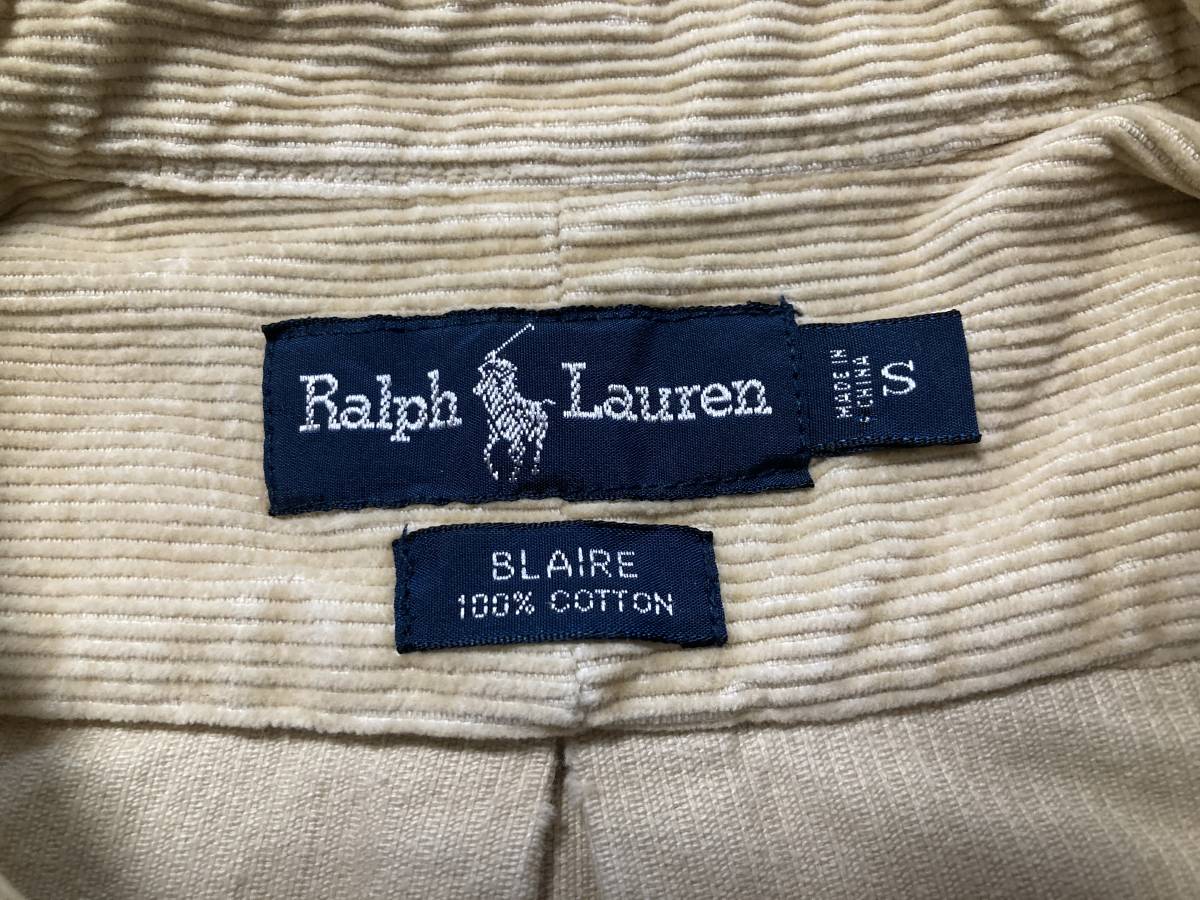 Ralph Lauren
MADE IN
CHINA
S
BLAIRE
100% COTTON